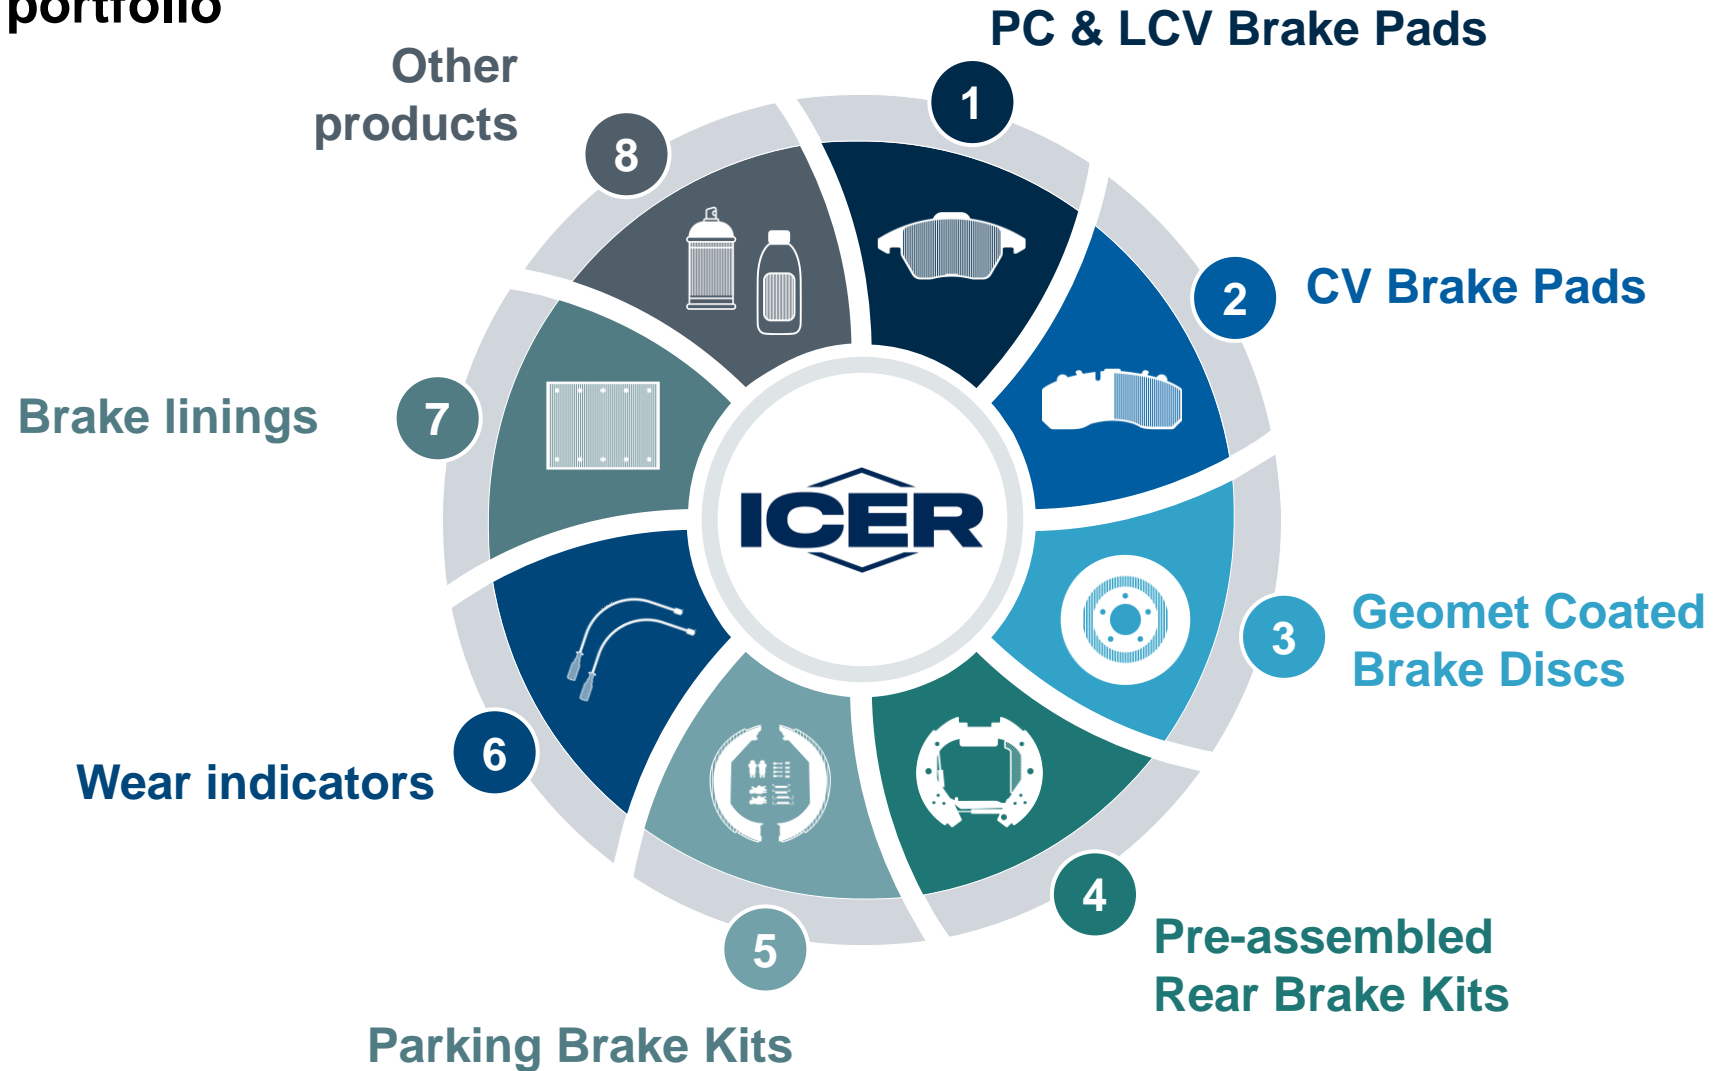 portfolio
PC & LCV Brake Pads
1
CV Brake Pads
2
Geomet Coated
Brake Discs
3
Pre-assembled
Rear Brake Kits
4
Parking Brake Kits
5
Wear indicators
6
Brake linings
7
Other
products
8
ICER